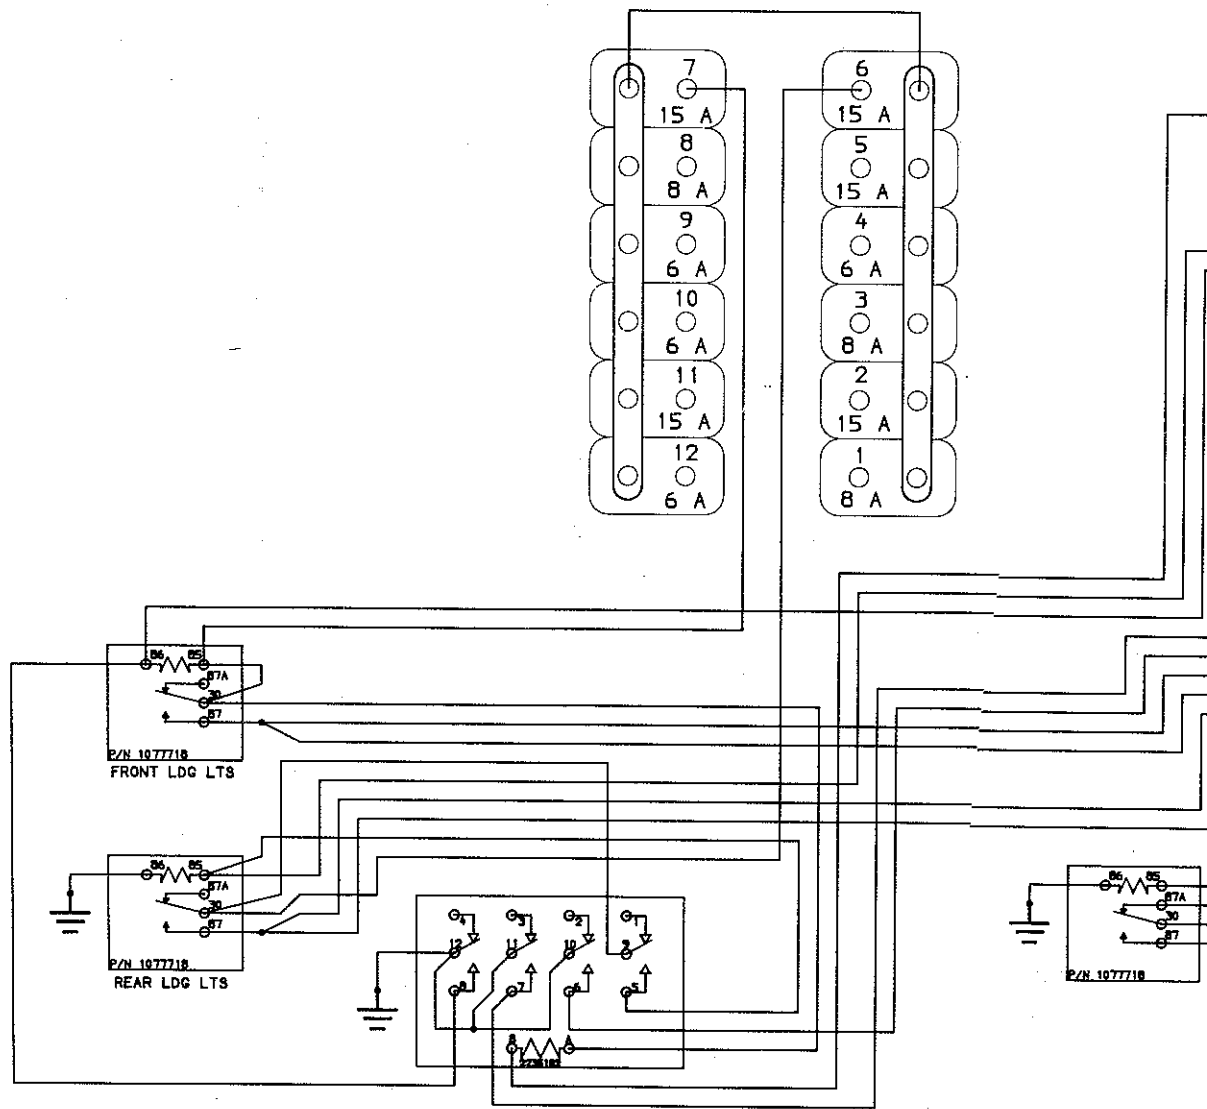 7
15 A
8
8 A
9
6 A
10
6 A
11
15 A
12
6 A
6
15 A
5
15 A
4
6 A
3
8 A
2
15 A
1
8 A
86 85
87A
30
87
P/N 1077718
FRONT LDG LTS
86 85
87A
30
87
P/N 1077718
REAR LDG LTS
4 3 2 1
12 11 10 9
8 7 6 5
B A
86 85
87A
30
87
P/N 1077718